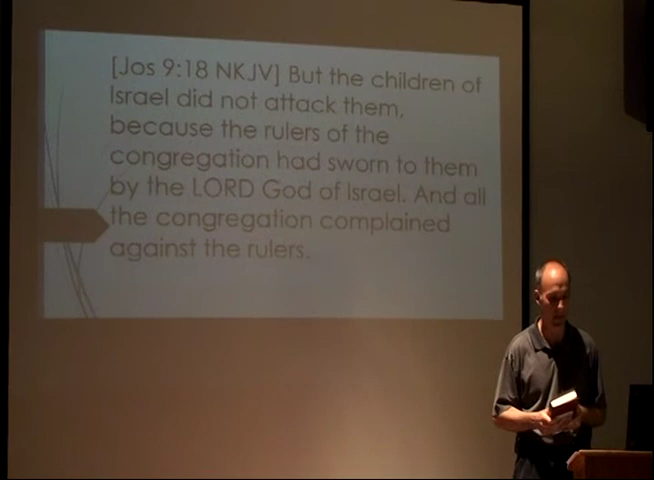 [Jos 9:18 NKJV] But the children of
Israel did not attack them,
because the rulers of the
congregation had sworn to them
by the LORD God of Israel. And all
the congregation complained
against the rulers.